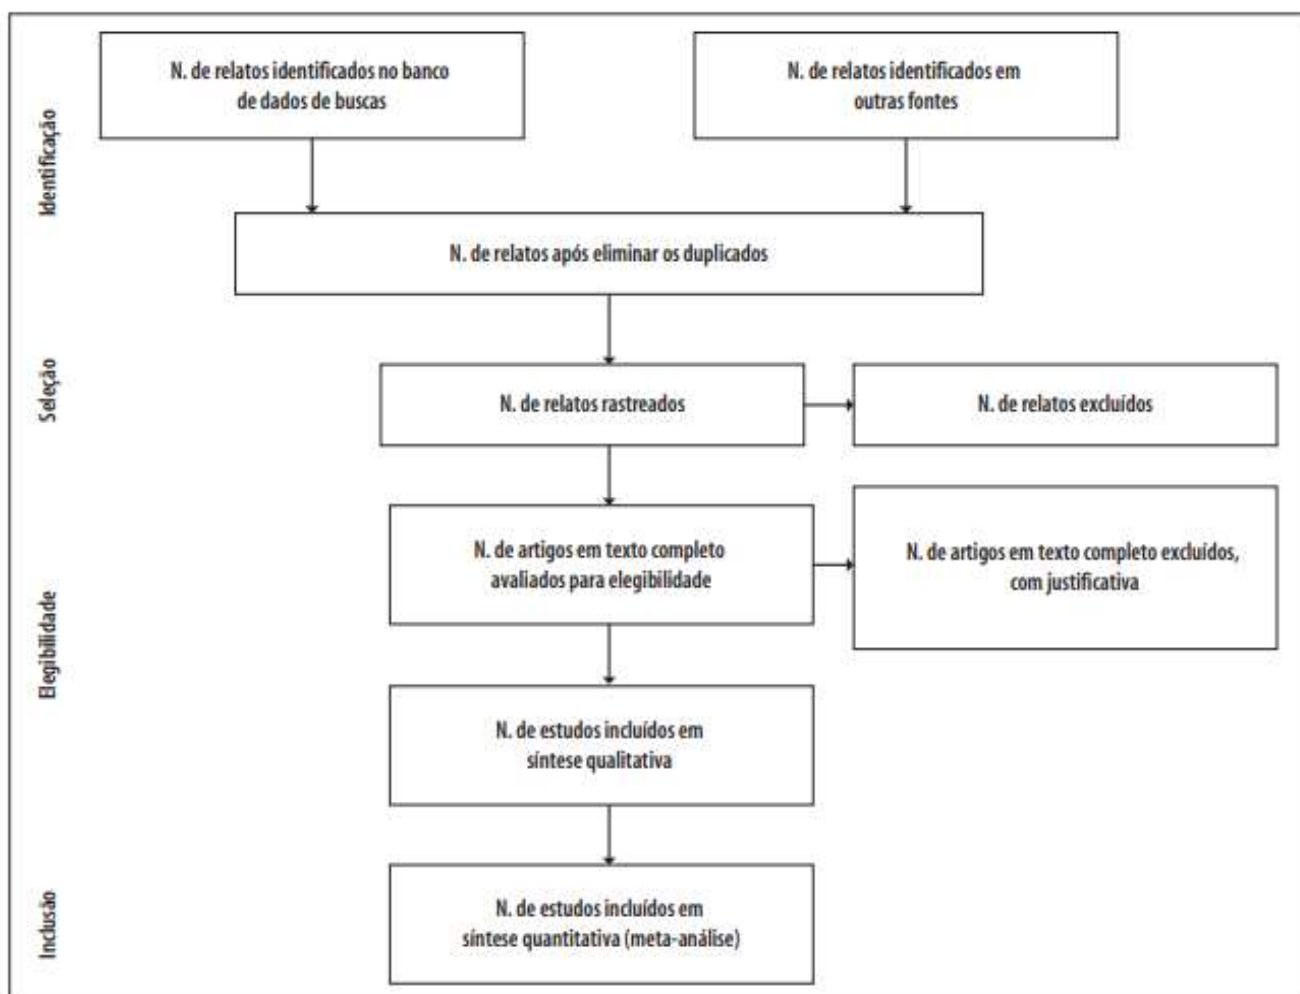 Identificação
N. de relatos identificados no banco
de dados de buscas
N. de relatos identificados em
outras fontes
N. de relatos após eliminar os duplicados
Seleção
N. de relatos rastreados
N. de relatos excluídos
Elegibilidade
N. de artigos em texto completo
avaliados para elegibilidade
N. de artigos em texto completo excluídos,
com justificativa
N. de estudos incluídos em
síntese qualitativa
Inclusão
N. de estudos incluídos em
síntese quantitativa (meta-análise)